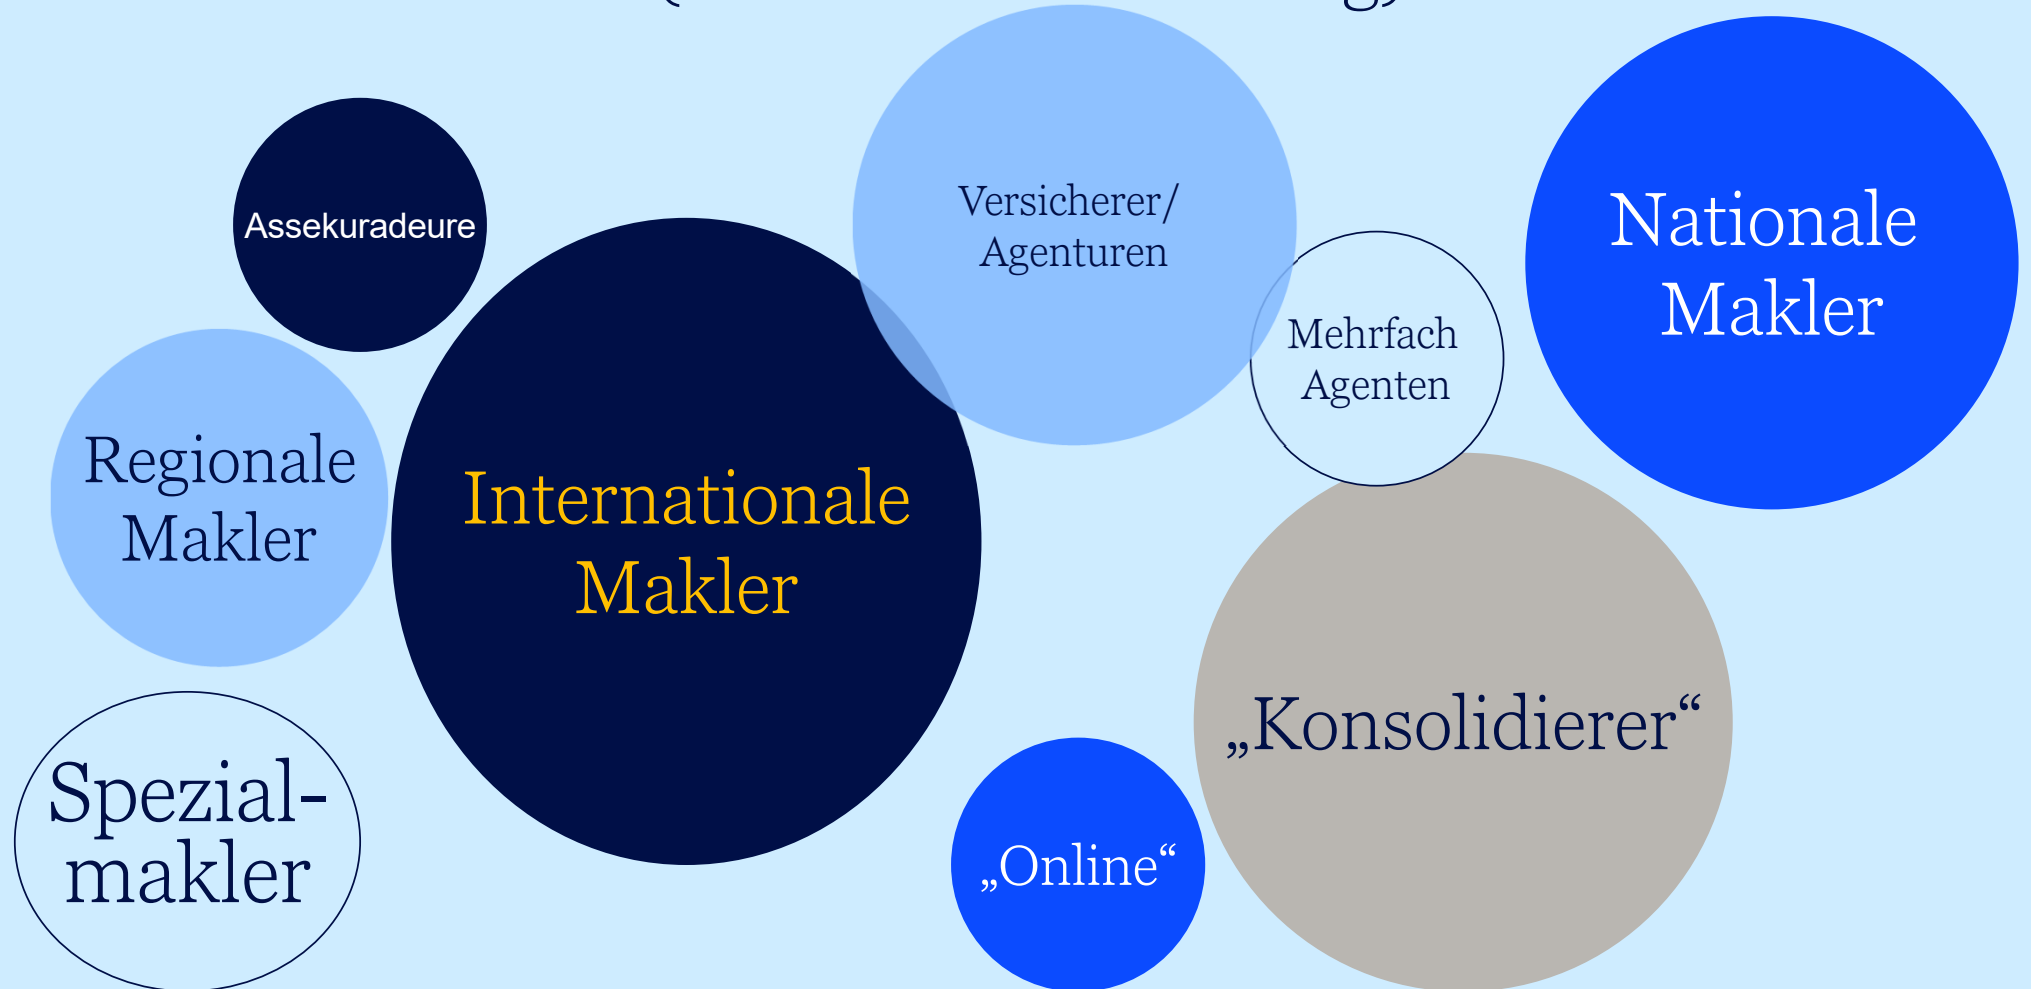 Assekuradeure
Versicherer/
Agenturen
Nationale
Makler
Mehrfach
Agenten
Regionale
Makler
Internationale
Makler
„Konsolidierer“
Spezial-
makler
„Online“